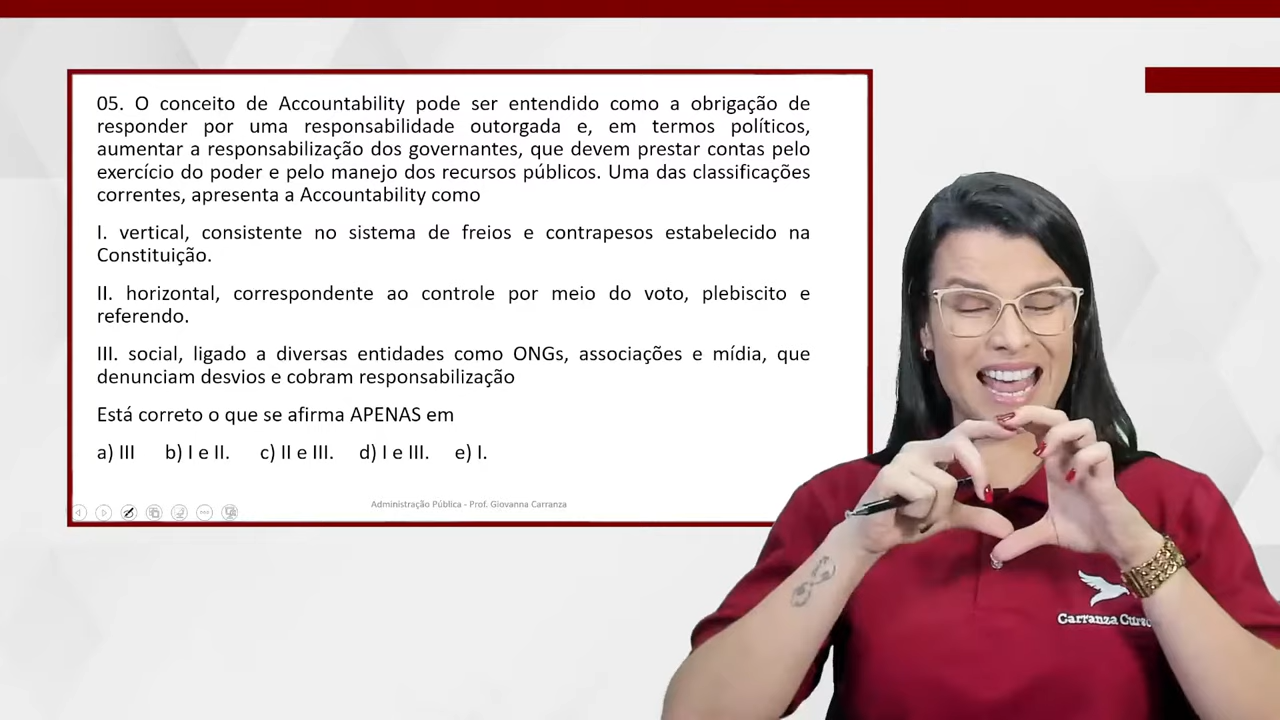 05. O conceito de Accountability pode ser entendido como a obrigação de
responder por uma responsabilidade outorgada e, em termos políticos,
aumentar a responsabilização dos governantes, que devem prestar contas pelo
exercício do poder e pelo manejo dos recursos públicos. Uma das classificações
correntes, apresenta a Accountability como
I. vertical, consistente no sistema de freios e contrapesos estabelecido na
Constituição.
II. horizontal, correspondente ao controle por meio do voto, plebiscito e
referendo.
III. social, ligado a diversas entidades como ONGs, associações e mídia, que
denunciam desvios e cobram responsabilização
Está correto o que se afirma APENAS em
a) III b) I e II. c) II e III. d) I e III. e) I.
Administração Pública - Prof. Giovanna Carranza
Carranza